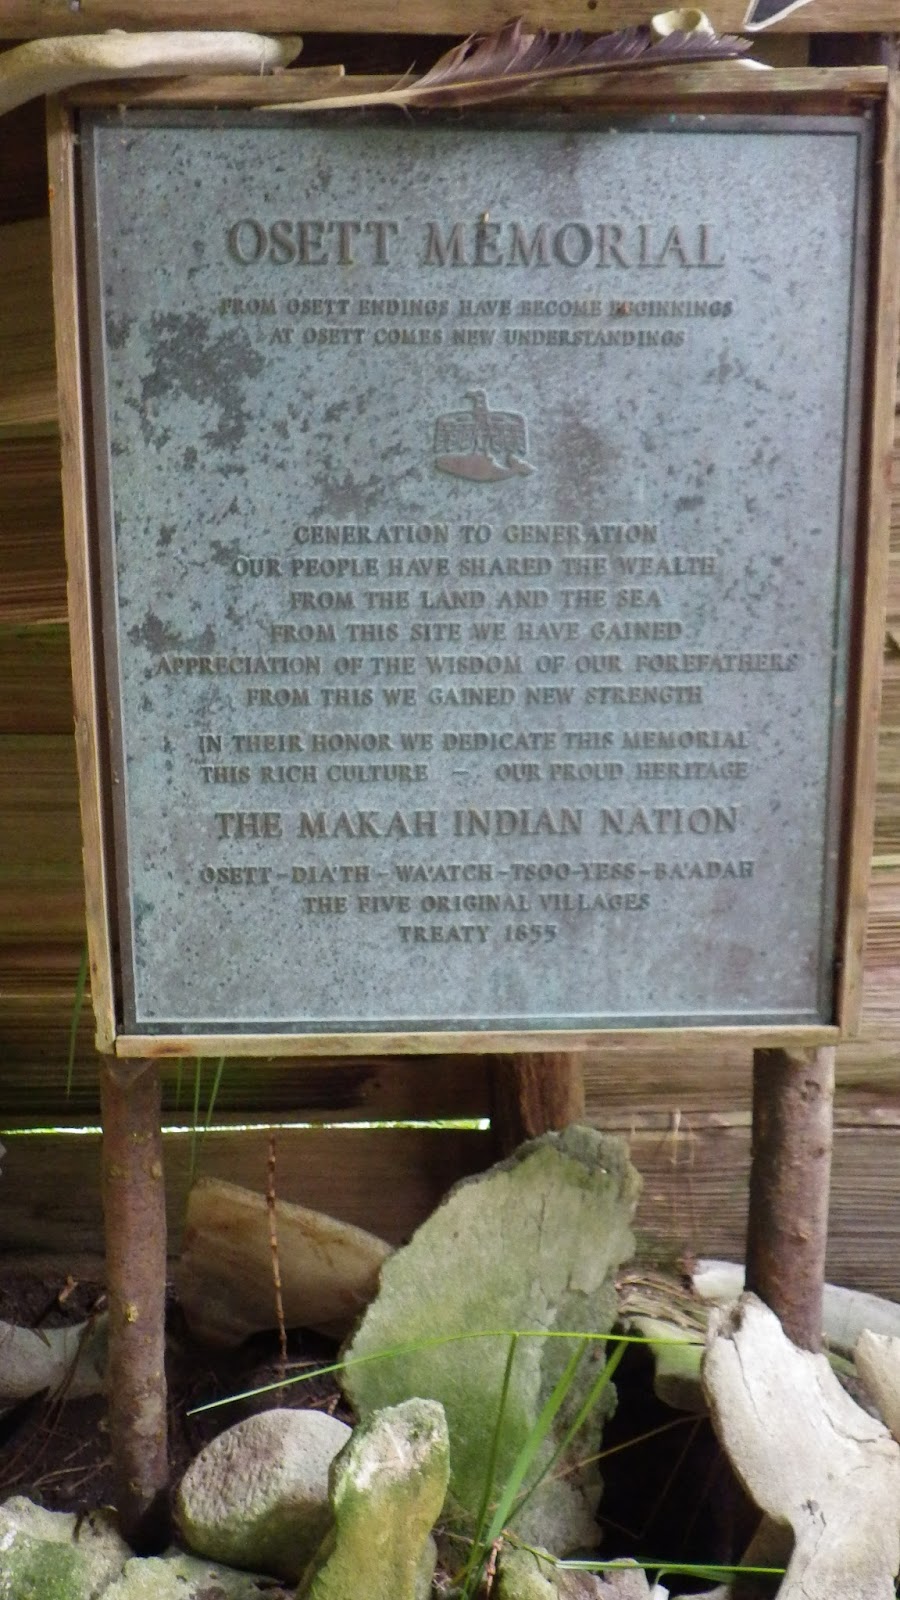 OSETT MEMORIAL
FROM OSETT ENDINGS HAVE BECOME BEGINNINGS
AT OSETT COMES NEW UNDERSTANDINGS
GENERATION TO GENERATION
OUR PEOPLE HAVE SHARED THE WEALTH
FROM THE LAND AND THE SEA
FROM THIS SITE WE HAVE GAINED
APPRECIATION OF THE WISDOM OF OUR FOREFATHERS
FROM THIS WE GAINED NEW STRENGTH
IN THEIR HONOR WE DEDICATE THIS MEMORIAL
THIS RICH CULTURE – OUR PROUD HERITAGE
THE MAKAH INDIAN NATION
OSETT-DIA'TH-WA'ATCH-TSOO-YESS-BA'ADAH
THE FIVE ORIGINAL VILLAGES
TREATY 1855